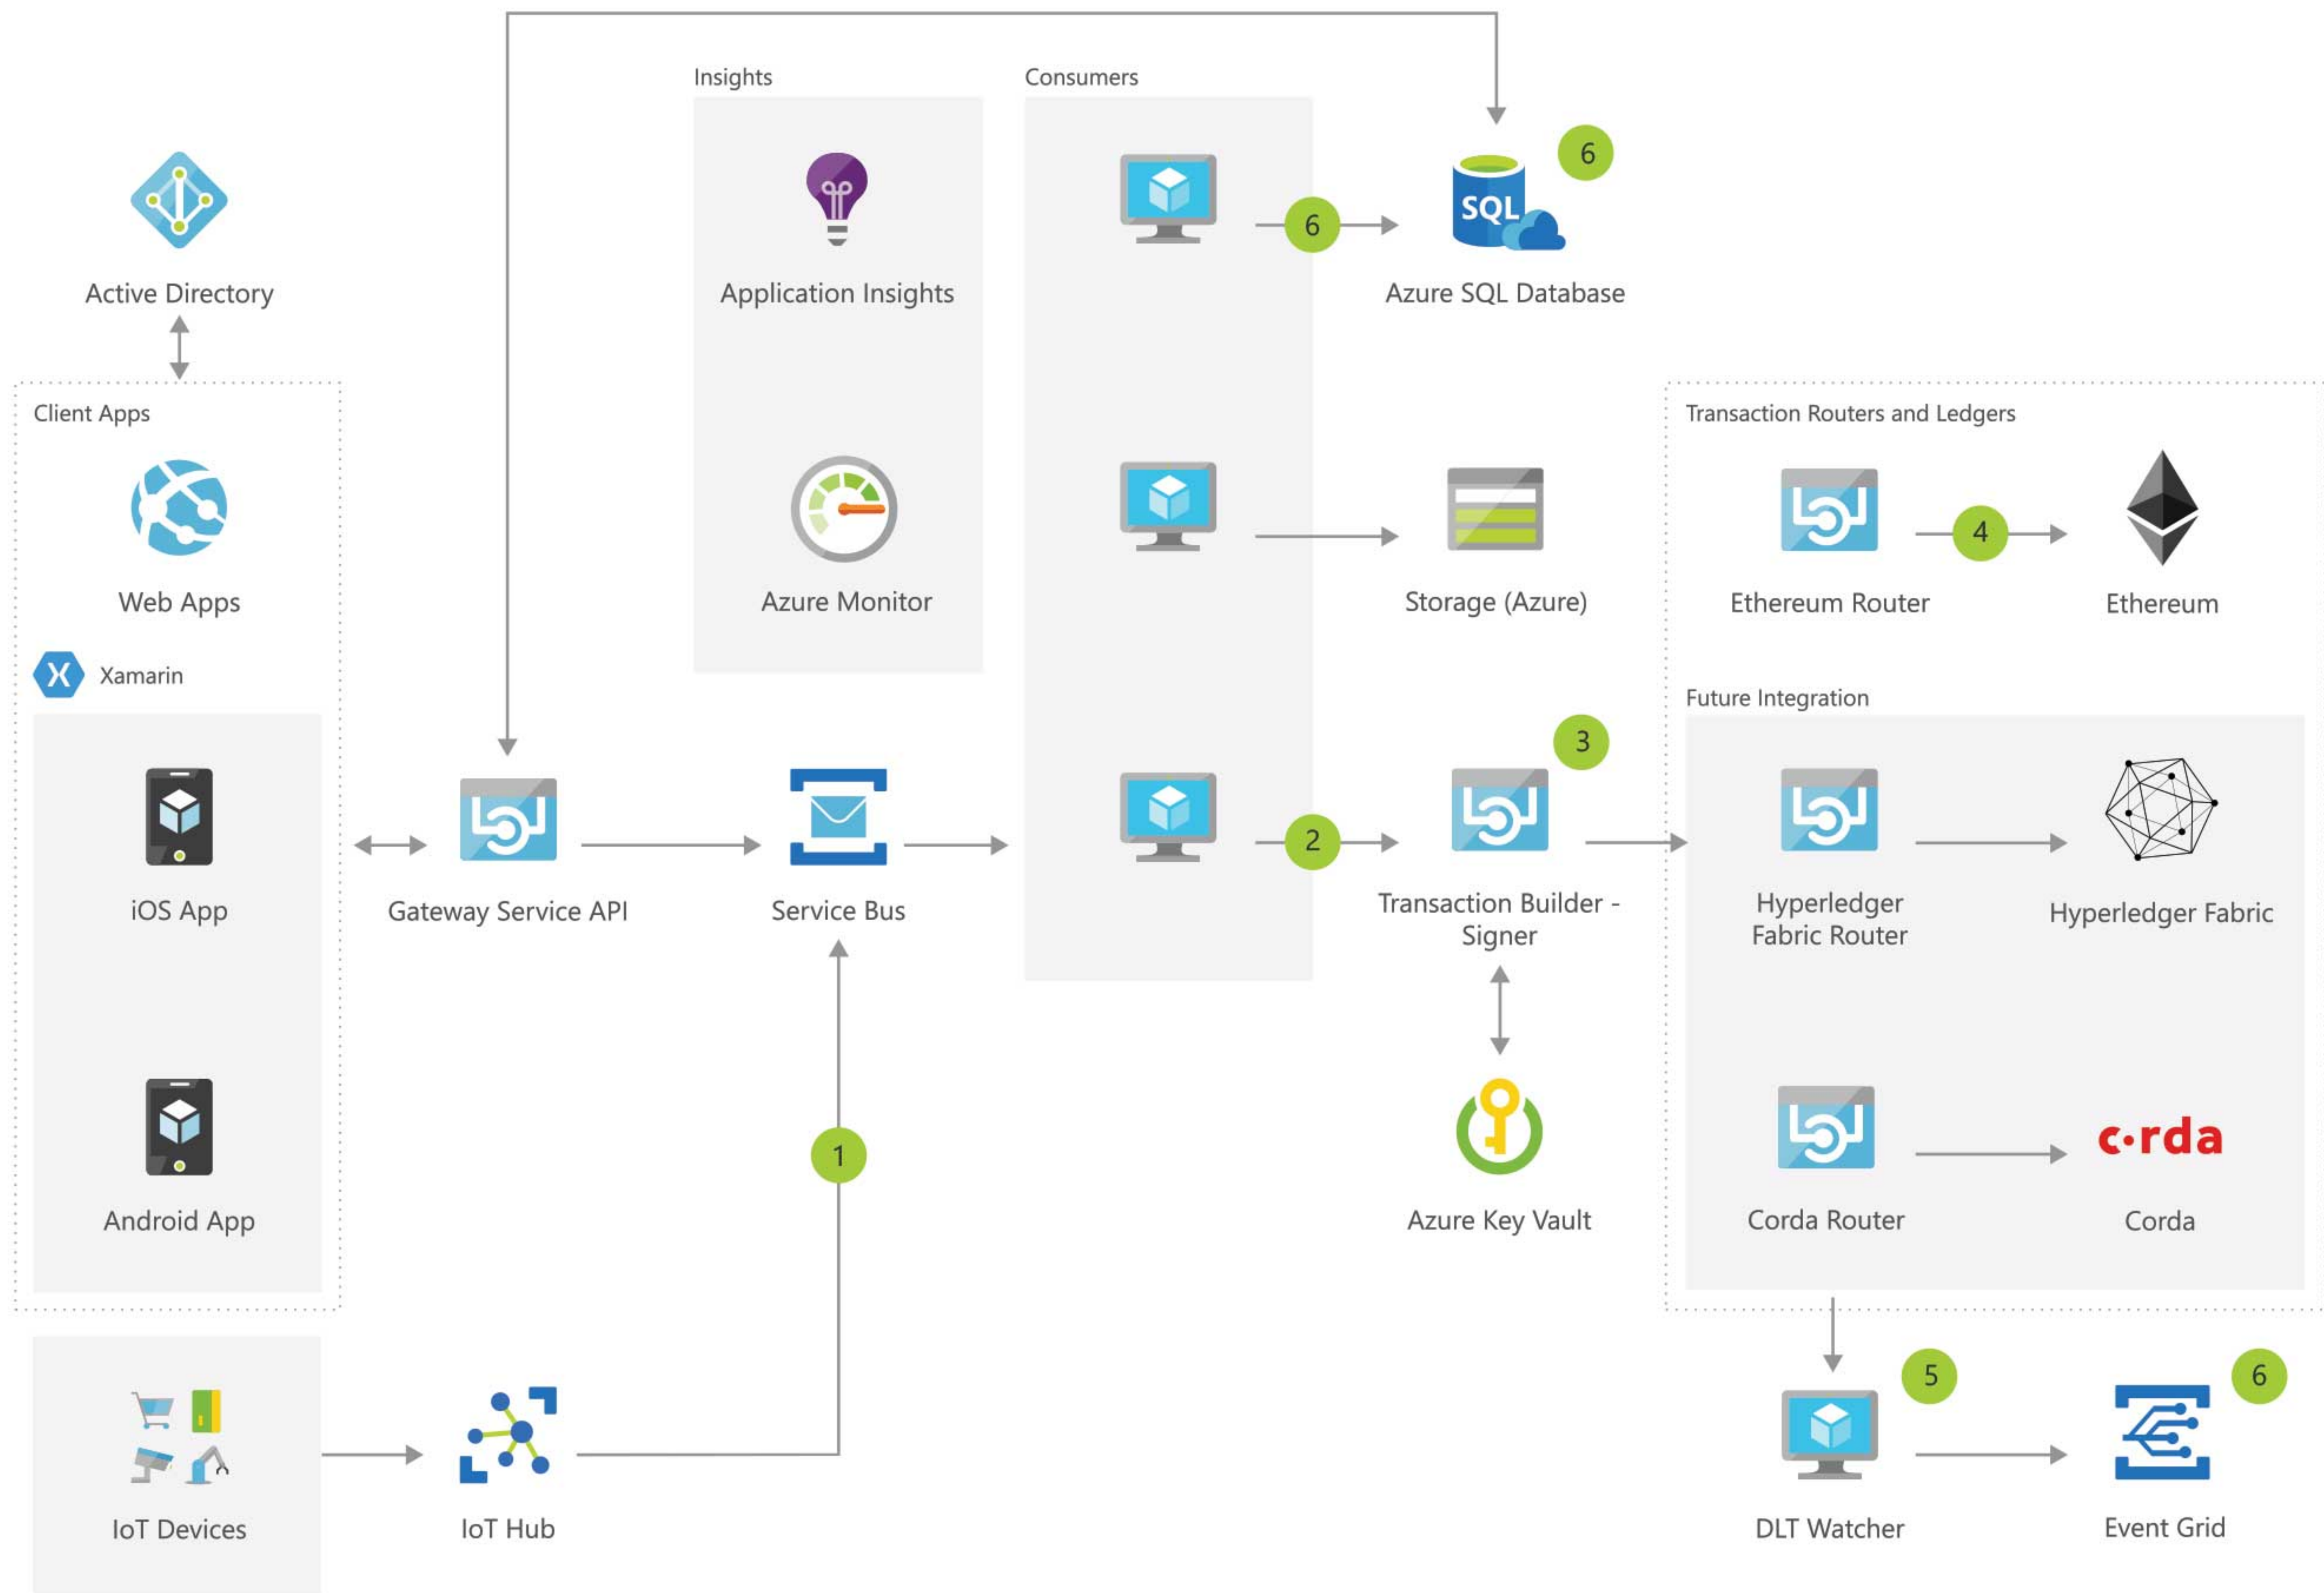 Insights
Consumers
6
SQL
6
Active Directory
Application Insights
Azure SQL Database
Client Apps
Transaction Routers and Ledgers
4
Web Apps
Azure Monitor
Storage (Azure)
Ethereum Router
Ethereum
X
Xamarin
Future Integration
3
2
iOS App
Gateway Service API
Service Bus
Transaction Builder -
Signer
Hyperledger
Fabric Router
Hyperledger Fabric
1
c·rda
Android App
Azure Key Vault
Corda Router
Corda
5
6
IoT Devices
IoT Hub
DLT Watcher
Event Grid